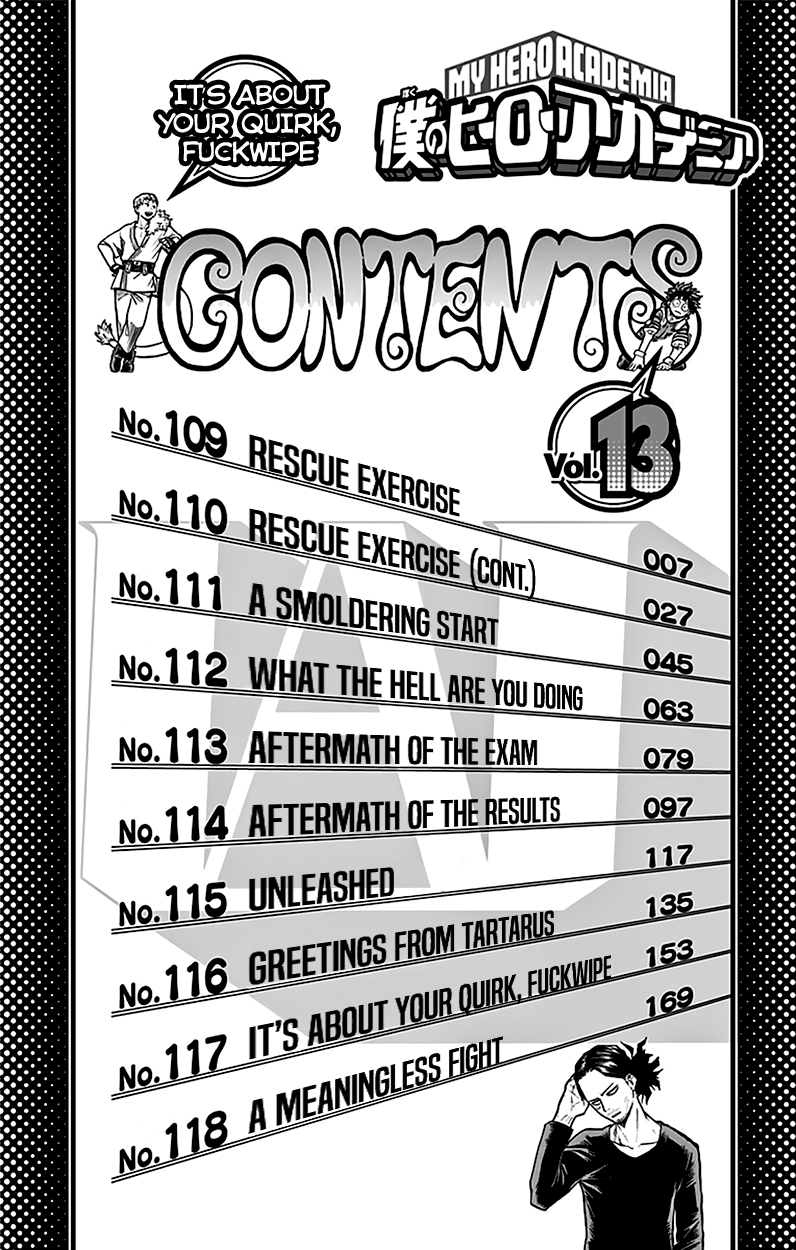 IT'S ABOUT
YOUR QUIRK,
FUCKWIPE
MY HERO ACADEMIA
ぼく
僕のヒーローアカデミア
CONTENTS
Vol. 13
No. 109 RESCUE EXERCISE 007
No. 110 RESCUE EXERCISE (CONT.) 027
No. 111 A SMOLDERING START 045
No. 112 WHAT THE HELL ARE YOU DOING 063
No. 113 AFTERMATH OF THE EXAM 079
No. 114 AFTERMATH OF THE RESULTS 097
No. 115 UNLEASHED 117
No. 116 GREETINGS FROM TARTARUS 135
No. 117 IT'S ABOUT YOUR QUIRK, FUCKWIPE 153
No. 118 A MEANINGLESS FIGHT 169